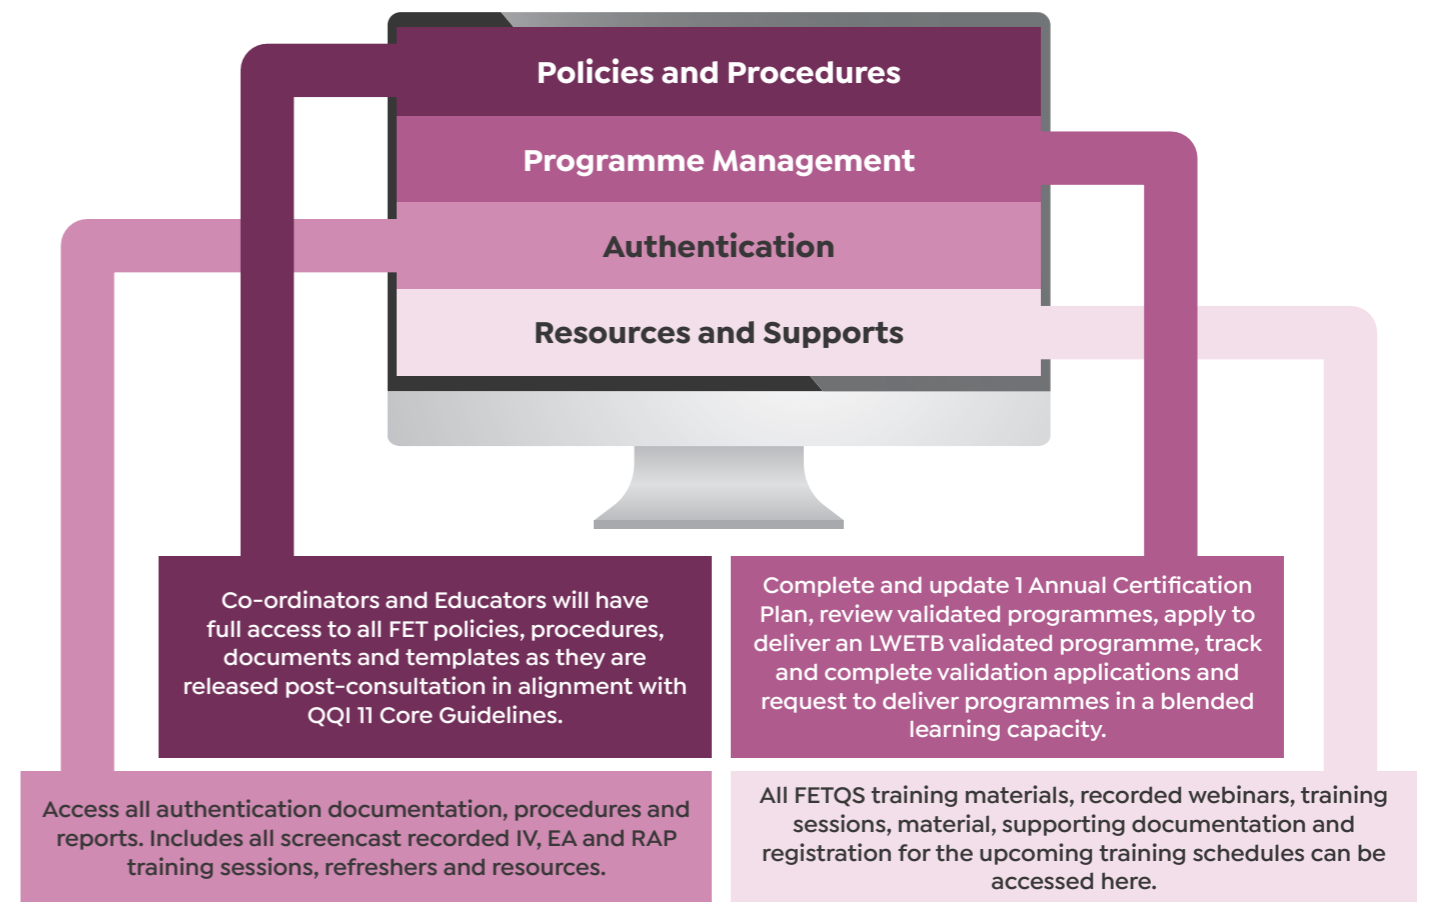 Policies and Procedures
Programme Management
Authentication
Resources and Supports
Co-ordinators and Educators will have
full access to all FET policies, procedures,
documents and templates as they are
released post-consultation in alignment with
QQI 11 Core Guidelines.
Complete and update 1 Annual Certification
Plan, review validated programmes, apply to
deliver an LWETB validated programme, track
and complete validation applications and
request to deliver programmes in a blended
learning capacity.
Access all authentication documentation, procedures and
reports. Includes all screencast recorded IV, EA and RAP
training sessions, refreshers and resources.
All FETQS training materials, recorded webinars, training
sessions, material, supporting documentation and
registration for the upcoming training schedules can be
accessed here.